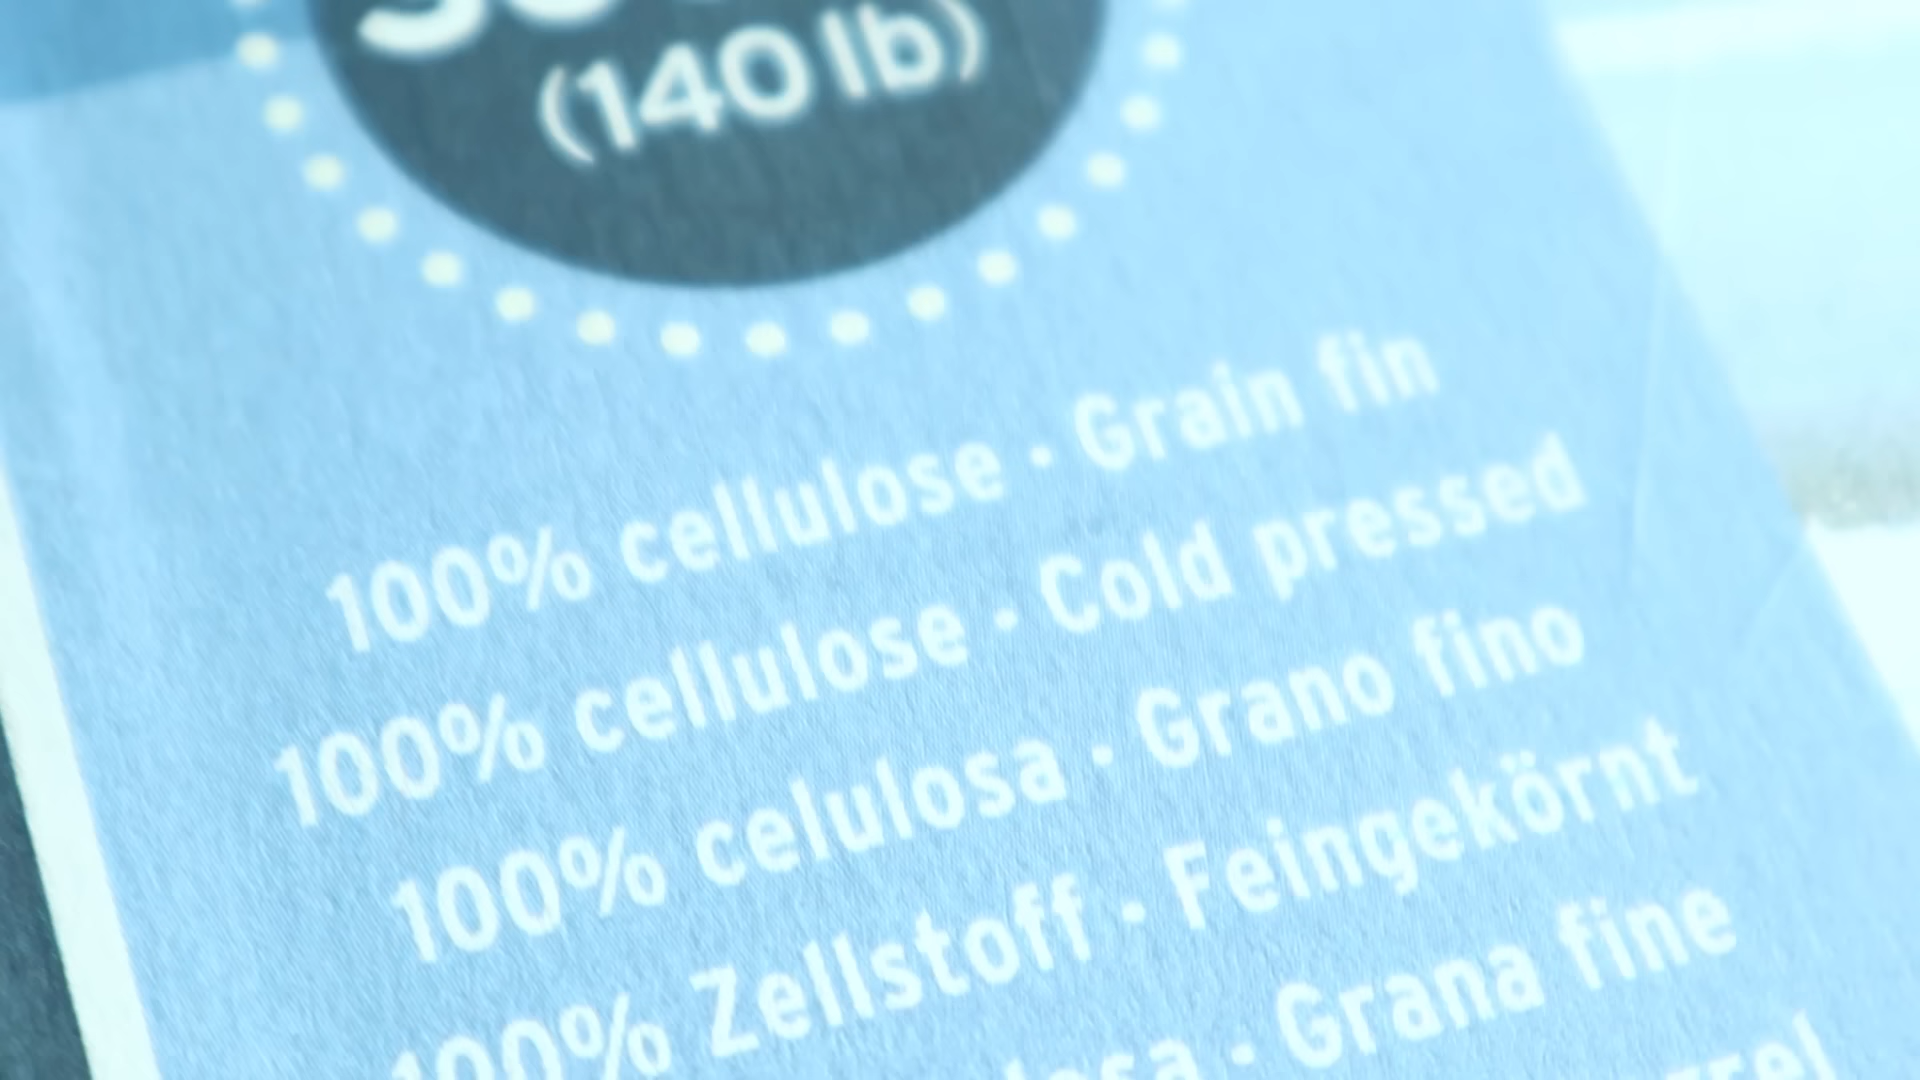 (140 lb)
100% cellulose · Grain fin
100% cellulose · Cold pressed
100% celulosa · Grano fino
100% Zellstoff · Feingekörnt
Grana fine